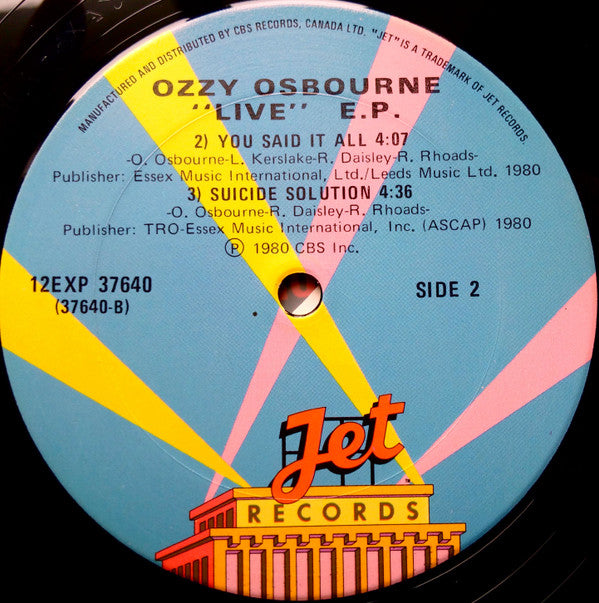 MANUFACTURED AND DISTRIBUTED BY CBS RECORDS, CANADA LTD. "JET" IS A TRADEMARK OF JET RECORDS.
OZZY OSBOURNE
"LIVE" E.P.
2) YOU SAID IT ALL 4:07
-O. Osbourne-L. Kerslake-R. Daisley-R. Rhoads-
Publisher: Essex Music International, Ltd./Leeds Music Ltd. 1980
3) SUICIDE SOLUTION 4:36
-O. Osbourne-R. Daisley-R. Rhoads-
Publisher: TRO-Essex Music International, Inc. (ASCAP) 1980
℗ 1980 CBS Inc.
12EXP 37640
(37640-B)
SIDE 2
Jet
RECORDS